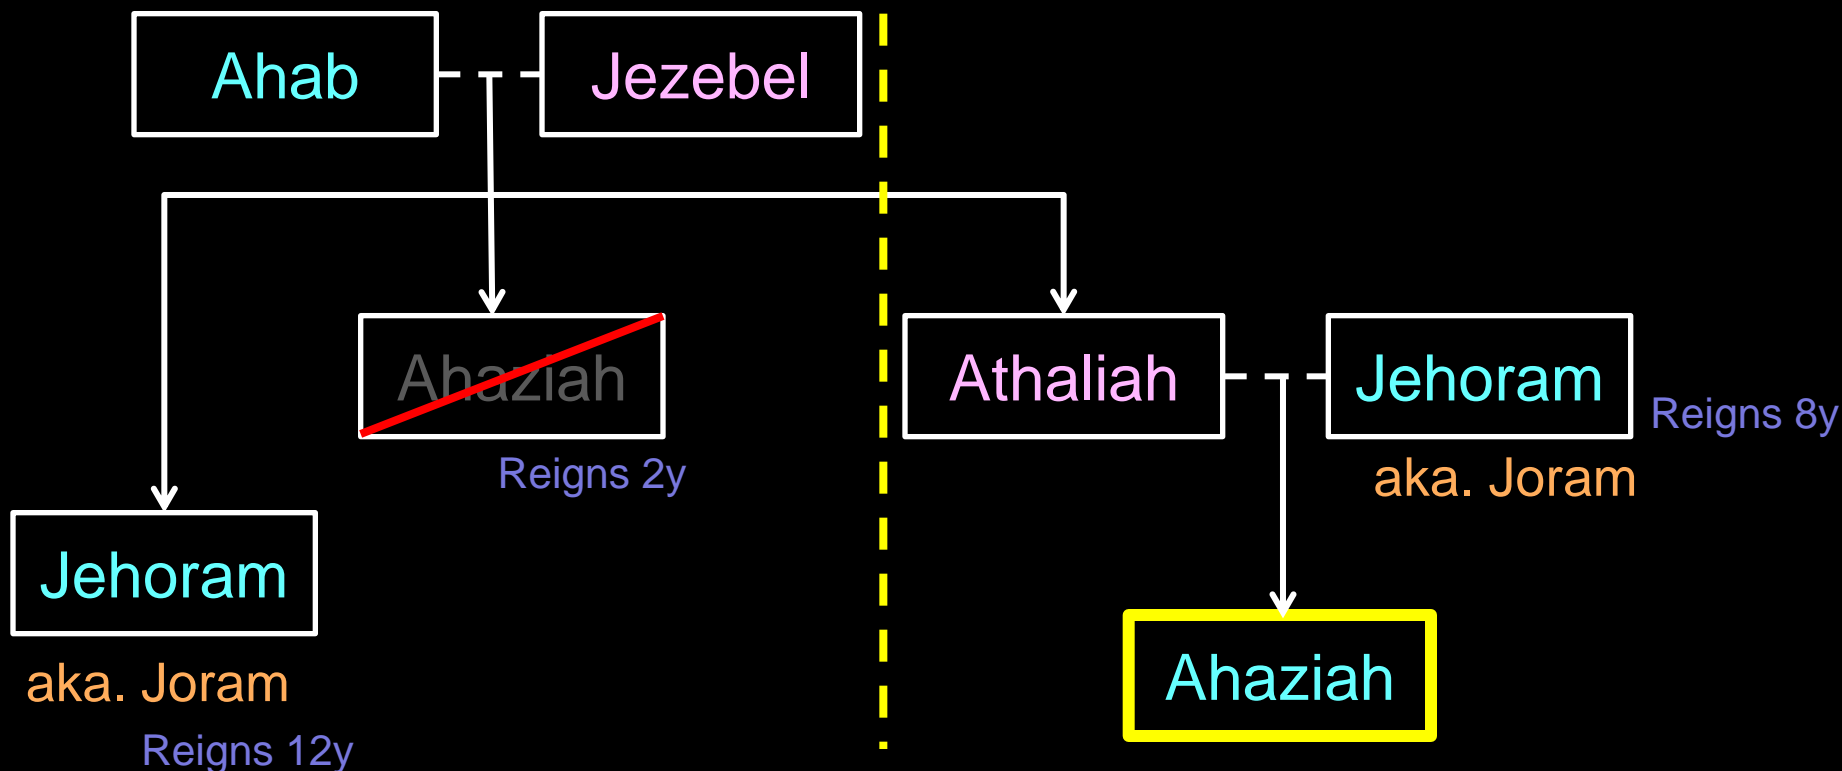 Ahab
Jezebel
Ahaziah
Reigns 2y
Athaliah
Jehoram
Reigns 8y
aka. Joram
Jehoram
aka. Joram
Reigns 12y
Ahaziah